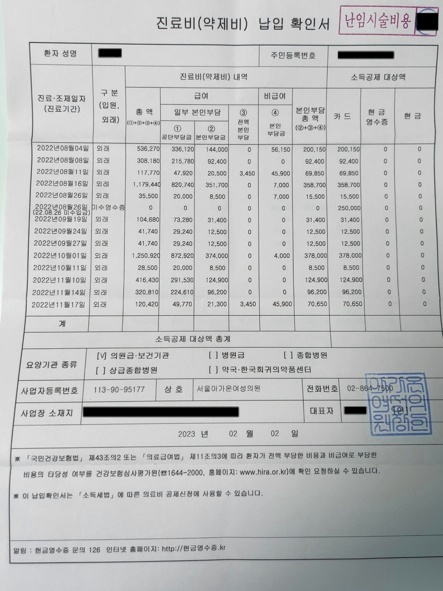 진료비(약제비) 납입 확인서
난임시술비용
환자 성명 주민등록번호
진료·조제일자 (진료기간) 구 분 (입원, 외래) 진료비(약제비) 내역 소득공제 대상액
총 액 (①+②+③+④) 급여 비급여 본인부담 총액 (②+③+④) 카 드 현 금 영수증 현 금
일부 본인부담 ③ 전액 본인 부담 ④ 본인 부담금
① 공단부담금 ② 본인부담금
2022년08월04일 외래 536,270 336,120 144,000 0 56,150 200,150 200,150 0 0
2022년08월08일 외래 308,180 215,780 92,400 0 0 92,400 92,400 0 0
2022년08월11일 외래 117,770 47,920 20,500 3,450 45,900 69,850 69,850 0 0
2022년08월16일 외래 1,179,440 820,740 351,700 0 7,000 358,700 358,700 0 0
2022년08월26일 외래 35,500 20,000 8,500 0 7,000 15,500 15,500 0 0
2022년08월26일 미수영수증 0 0 0 0 0 0 250,000 0 0
(22.08.26 미수입금)
2022년09월19일 외래 104,680 73,280 31,400 0 0 31,400 31,400 0 0
2022년09월24일 외래 41,740 29,240 12,500 0 0 12,500 12,500 0 0
2022년09월27일 외래 41,740 29,240 12,500 0 0 12,500 12,500 0 0
2022년10월01일 외래 1,250,920 872,920 374,000 0 4,000 378,000 378,000 0 0
2022년10월11일 외래 28,500 20,000 8,500 0 0 8,500 8,500 0 0
2022년11월10일 외래 416,430 291,530 124,900 0 0 124,900 124,900 0 0
2022년11월14일 외래 320,810 224,610 96,200 0 0 96,200 96,200 0 0
2022년11월17일 외래 120,420 49,770 21,300 3,450 45,900 70,650 70,650 0 0
계
소득공제 대상액 총계
요양기관 종류 [√] 의원급·보건기관 [ ] 병원급 [ ] 종합병원
[ ] 상급종합병원 [ ] 약국·한국희귀의약품센터
사업자등록번호 113-90-95177 상 호 서울아가온여성의원 전화번호
사업장 소재지 대표자
2023 년 02 월 02 일
※ 「국민건강보험법」 제43조의2 또는 「의료급여법」 제11조의3에 따라 환자가 전액 부담한 비용과 비급여로 부담한
비용의 타당성 여부를 건강보험심사평가원(☎1644-2000, 홈페이지: www.hira.or.kr)에 확인 요청하실 수 있습니다.
※ 이 납입확인서는 「소득세법」에 따른 의료비 공제신청에 사용할 수 있습니다.
알림 : 현금영수증 문의 126 인터넷 홈페이지: http://현금영수증.kr